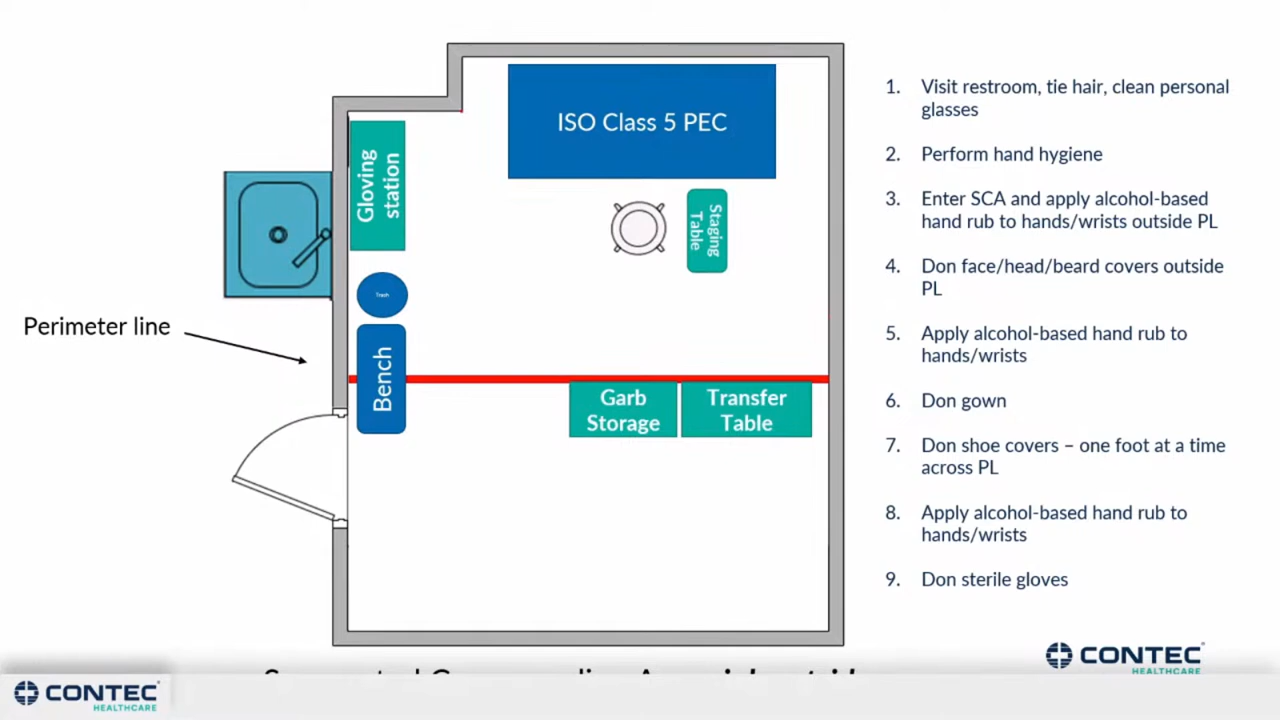 ISO Class 5 PEC
Gloving
station
Staging
Table
Trash
Perimeter line
Bench
Garb
Storage
Transfer
Table
1. Visit restroom, tie hair, clean personal
glasses
2. Perform hand hygiene
3. Enter SCA and apply alcohol-based
hand rub to hands/wrists outside PL
4. Don face/head/beard covers outside
PL
5. Apply alcohol-based hand rub to
hands/wrists
6. Don gown
7. Don shoe covers – one foot at a time
across PL
8. Apply alcohol-based hand rub to
hands/wrists
9. Don sterile gloves
CONTEC
HEALTHCARE
CONTEC
HEALTHCARE